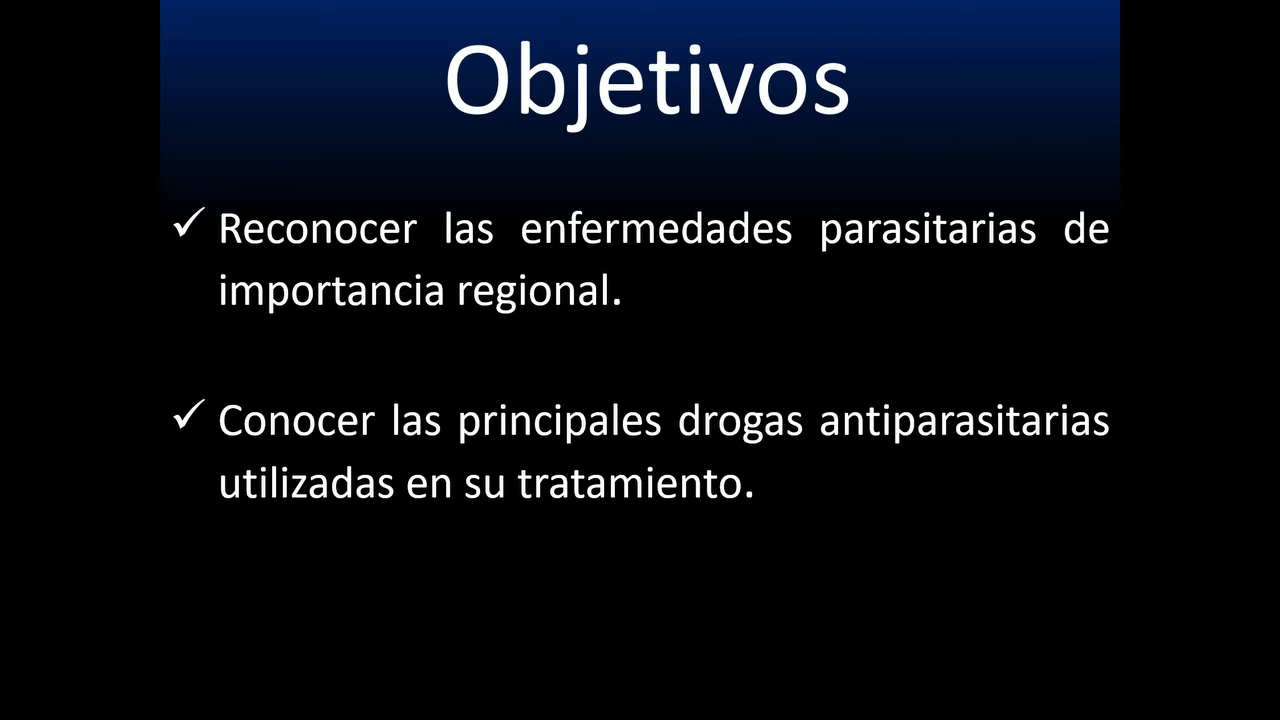 Objetivos
✓ Reconocer las enfermedades parasitarias de
importancia regional.
✓ Conocer las principales drogas antiparasitarias
utilizadas en su tratamiento.